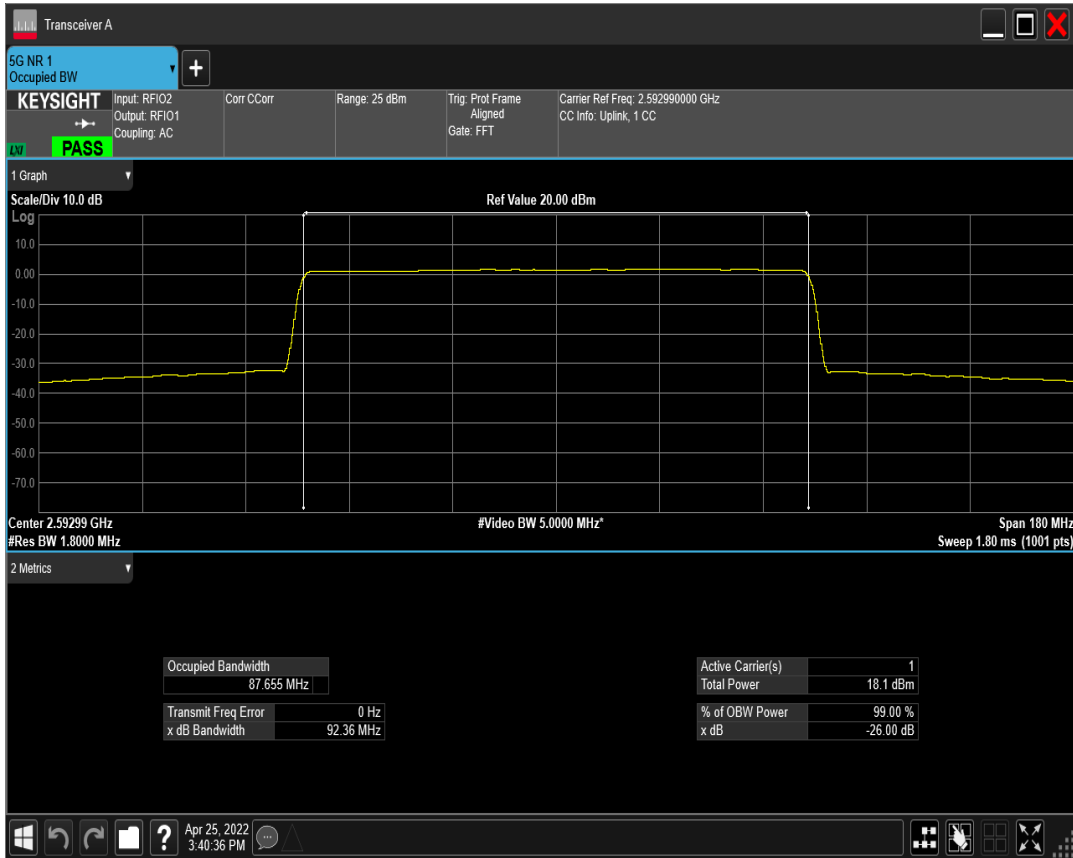 Transceiver A
5G NR 1
Occupied BW
+
KEYSIGHT
LXI
PASS
Input: RFIO2
Output: RFIO1
Coupling: AC
Corr CCorr
Range: 25 dBm
Trig: Prot Frame
Aligned
Gate: FFT
Carrier Ref Freq: 2.592990000 GHz
CC Info: Uplink, 1 CC
1 Graph
Scale/Div 10.0 dB
Ref Value 20.00 dBm
Log
10.0
0.00
-10.0
-20.0
-30.0
-40.0
-50.0
-60.0
-70.0
Center 2.59299 GHz
#Video BW 5.0000 MHz*
Span 180 MHz
#Res BW 1.8000 MHz
Sweep 1.80 ms (1001 pts)
2 Metrics
Occupied Bandwidth
87.655 MHz
Transmit Freq Error 0 Hz
x dB Bandwidth 92.36 MHz
Active Carrier(s) 1
Total Power 18.1 dBm
% of OBW Power 99.00 %
x dB -26.00 dB
?
Apr 25, 2022
3:40:36 PM